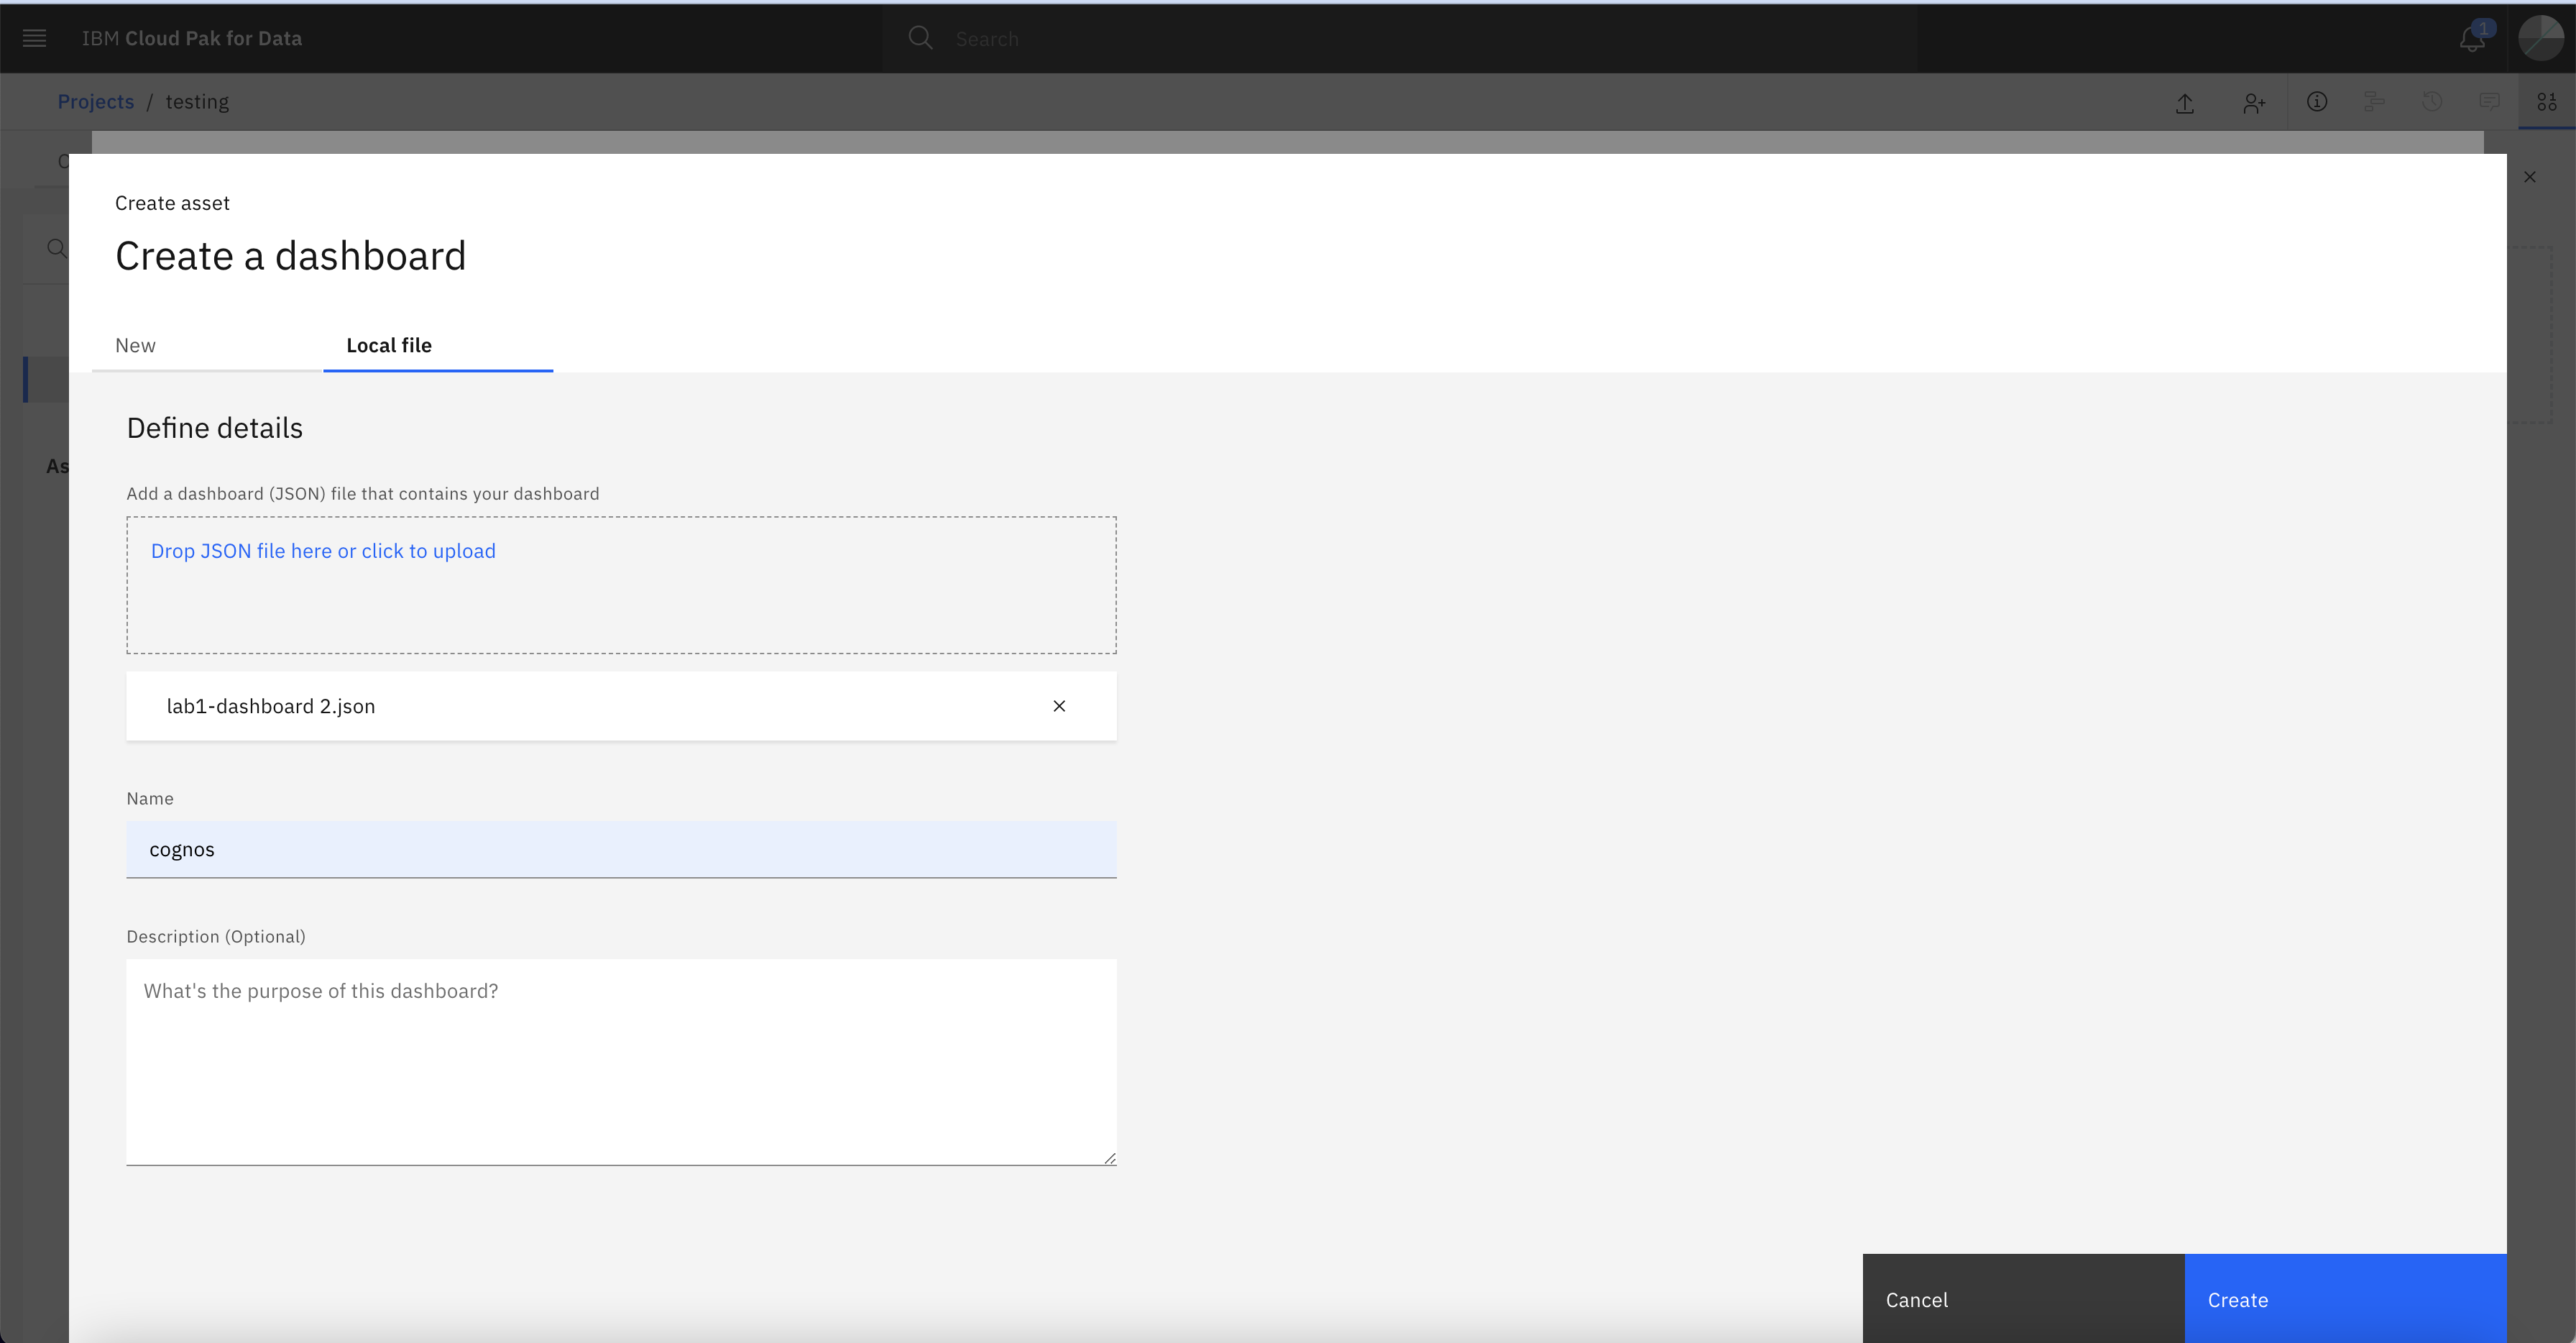 IBM Cloud Pak for Data
Search
1
Projects / testing
Create asset
Create a dashboard
New
Local file
Define details
As
Add a dashboard (JSON) file that contains your dashboard
Drop JSON file here or click to upload
lab1-dashboard 2.json
Name
cognos
Description (Optional)
What's the purpose of this dashboard?
Cancel
Create